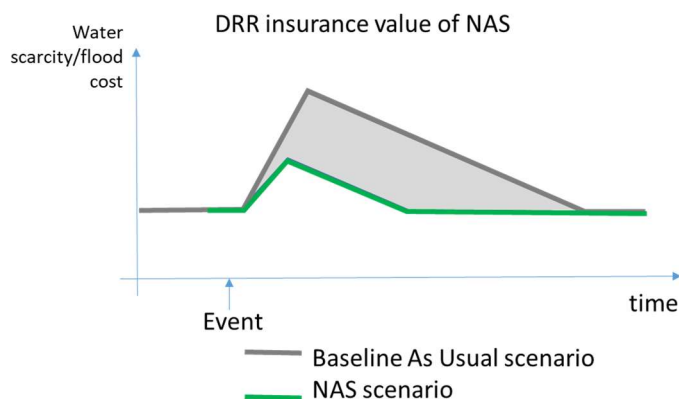 DRR insurance value of NAS
Water
scarcity/flood
cost
time
Event
Baseline As Usual scenario
NAS scenario